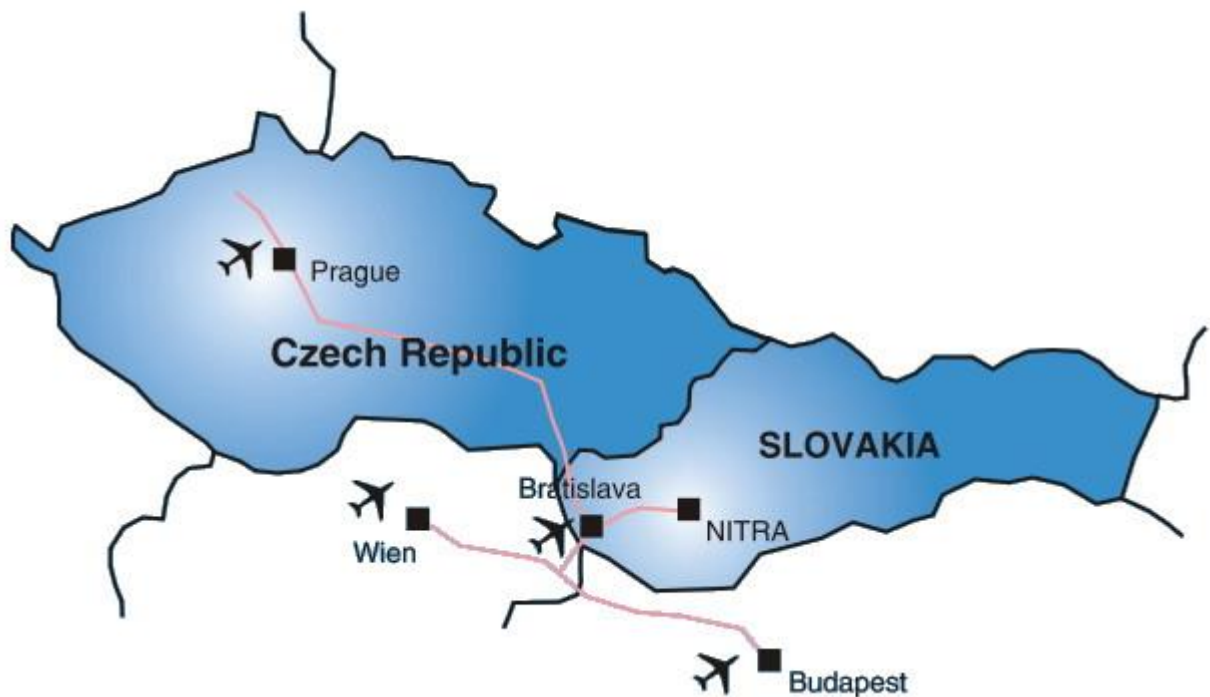 Prague
Czech Republic
SLOVAKIA
Bratislava
NITRA
Wien
Budapest